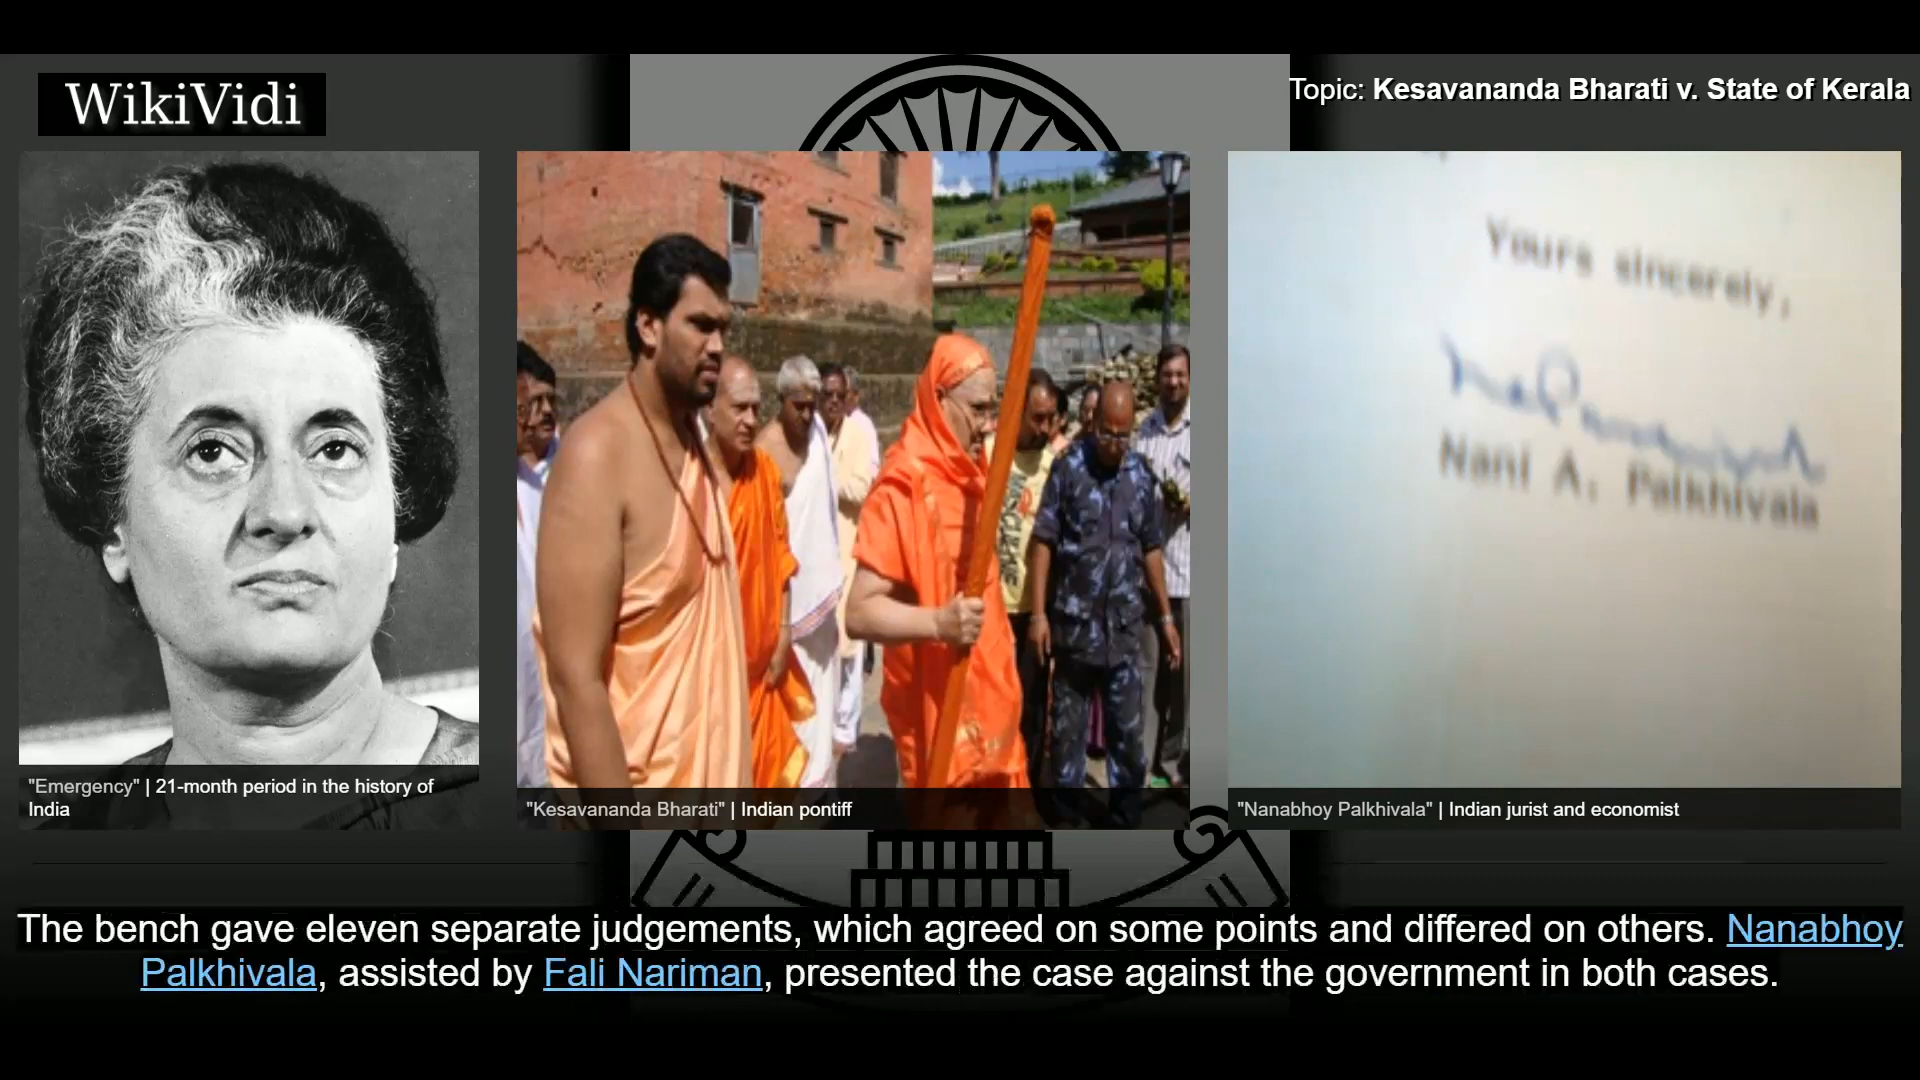 WikiVidi
Topic: Kesavananda Bharati v. State of Kerala
Yours sincerely,
Nani A. Palkhivala
"Emergency" | 21-month period in the history of
India
"Kesavananda Bharati" | Indian pontiff
"Nanabhoy Palkhivala" | Indian jurist and economist
The bench gave eleven separate judgements, which agreed on some points and differed on others. Nanabhoy
Palkhivala, assisted by Fali Nariman, presented the case against the government in both cases.